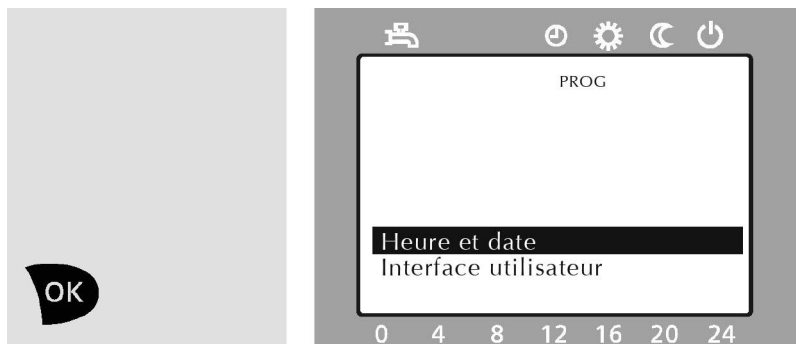 PROG
Heure et date
Interface utilisateur
OK
0 4 8 12 16 20 24